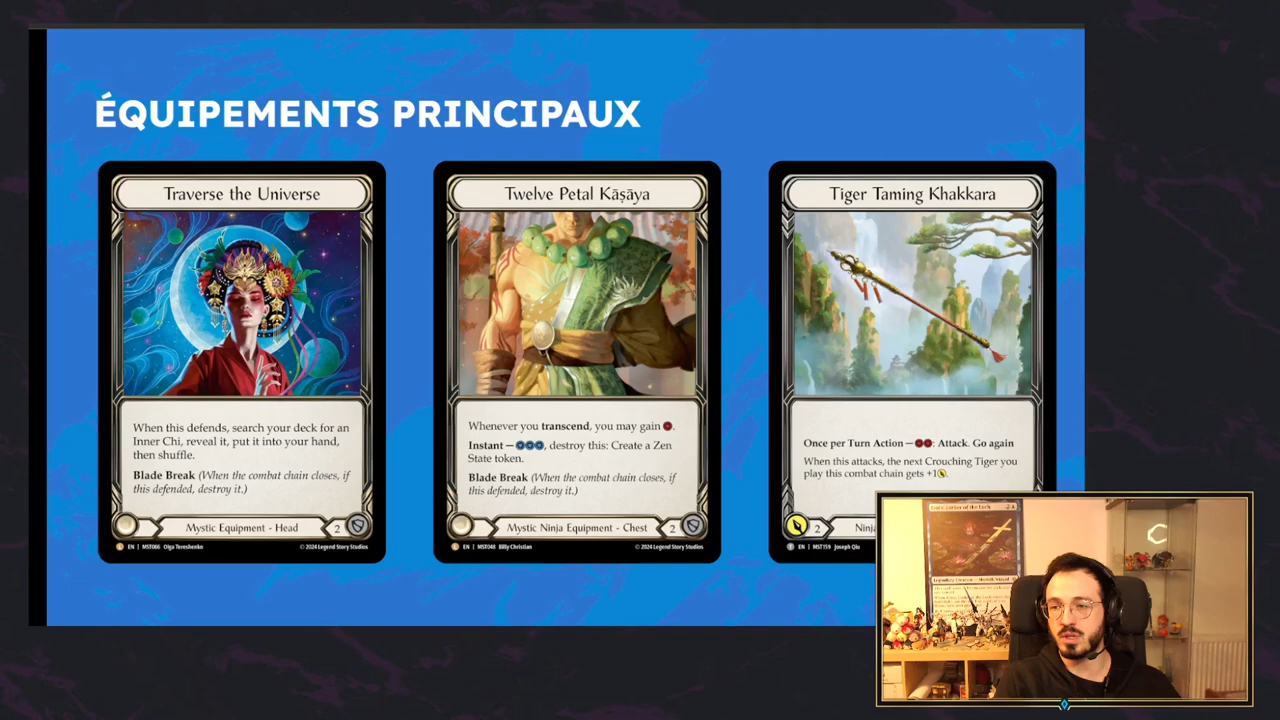 ÉQUIPEMENTS PRINCIPAUX
Traverse the Universe
When this defends, search your deck for an
Inner Chi, reveal it, put it into your hand,
then shuffle.
Blade Break (When the combat chain closes, if
this defended, destroy it.)
Mystic Equipment - Head
2
L EN | MST066 Olga Tereshenko
© 2024 Legend Story Studios
Twelve Petal Kāṣāya
Whenever you transcend, you may gain .
Instant – , destroy this: Create a Zen
State token.
Blade Break (When the combat chain closes, if
this defended, destroy it.)
Mystic Ninja Equipment - Chest
2
L EN | MST048 Billy Christian
© 2024 Legend Story Studios
Tiger Taming Khakkara
Once per Turn Action – : Attack. Go again
When this attacks, the next Crouching Tiger you
play this combat chain gets +1 .
2
Ninja
T EN | MST159 Joseph Qiu